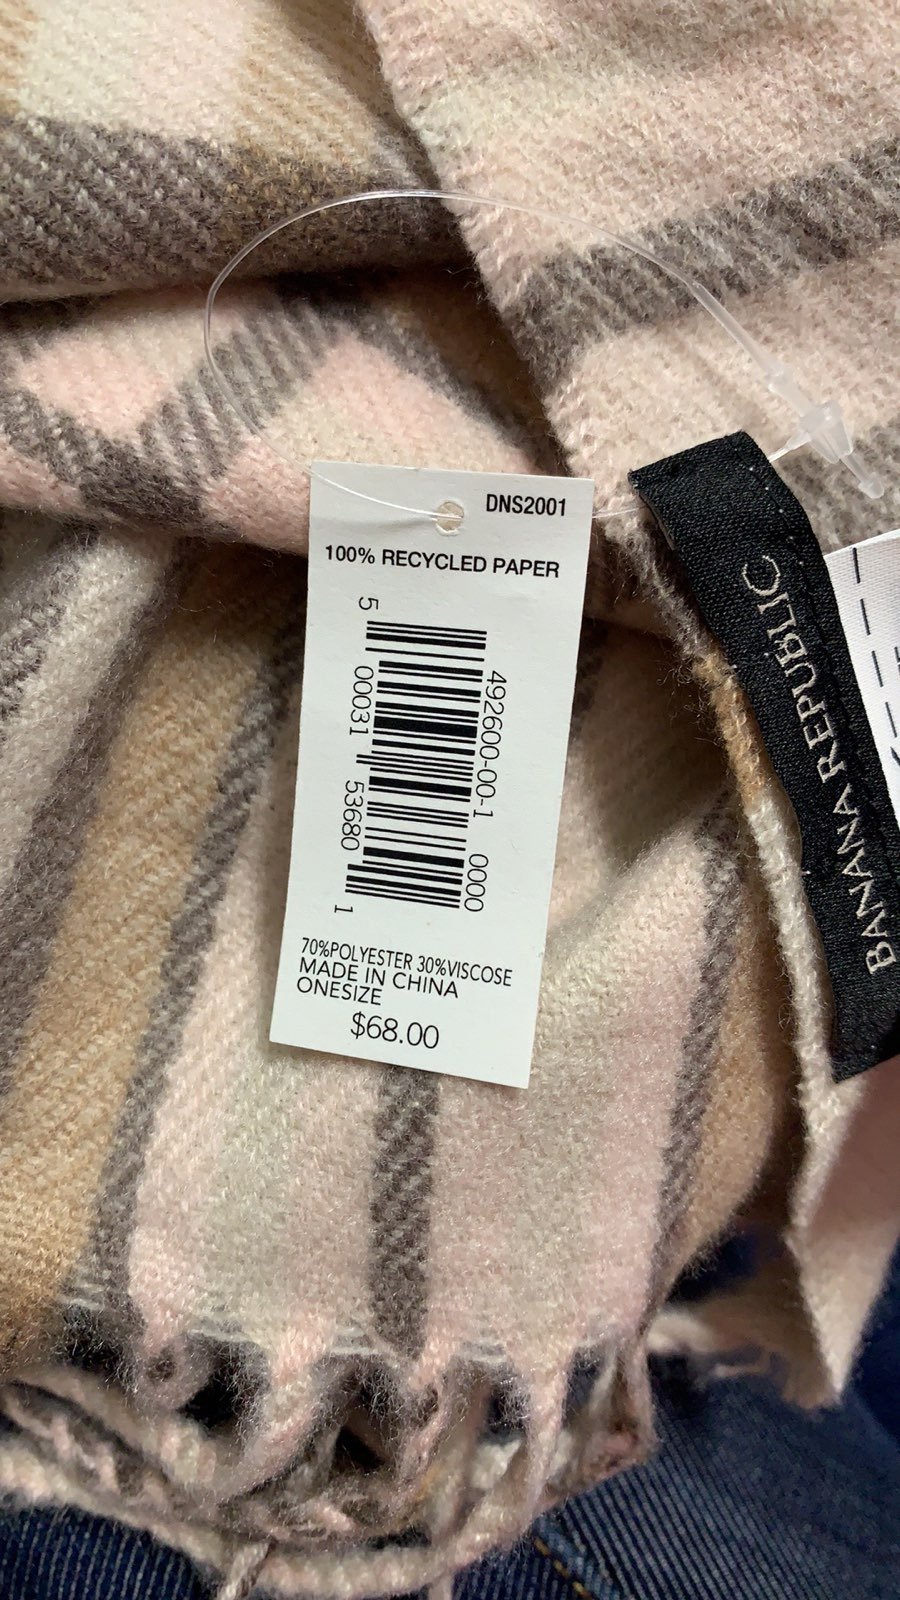 DNS2001
100% RECYCLED PAPER
492600-00-1 0000
5 00031 53680 1
70%POLYESTER 30%VISCOSE
MADE IN CHINA
ONESIZE
$68.00
BANANA REPUBLIC